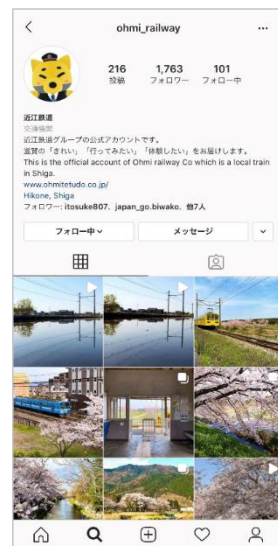 ohmi_railway
216 1,763 101
投稿 フォロワー フォロー中
近江鉄道
交通機関
近江鉄道グループの公式アカウントです。
滋賀の「きれい」「行ってみたい」「体験したい」をお届けします。
This is the official account of Ohmi railway Co which is a local train
in Shiga.
www.ohmitetudo.co.jp/
Hikone, Shiga
フォロワー: itosuke807、japan_go.biwako、他7人
フォロー中 メッセージ